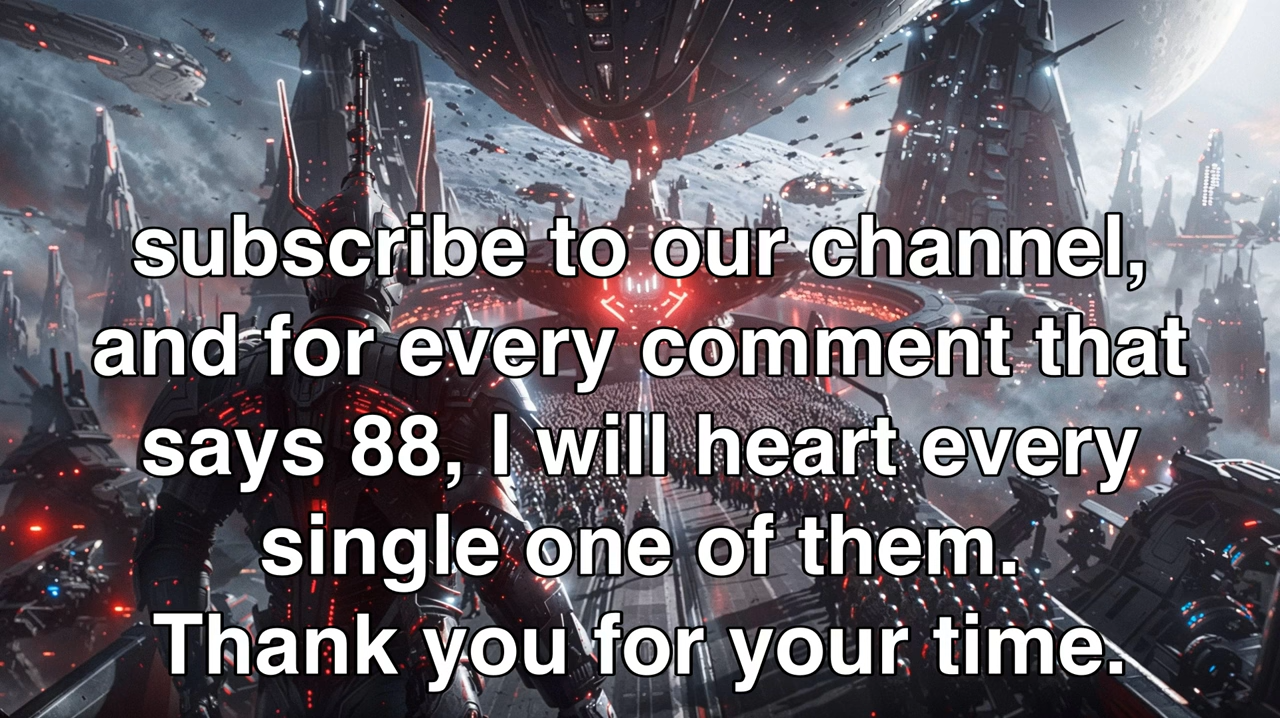 subscribe to our channel,
and for every comment that
says 88, I will heart every
single one of them.
Thank you for your time.